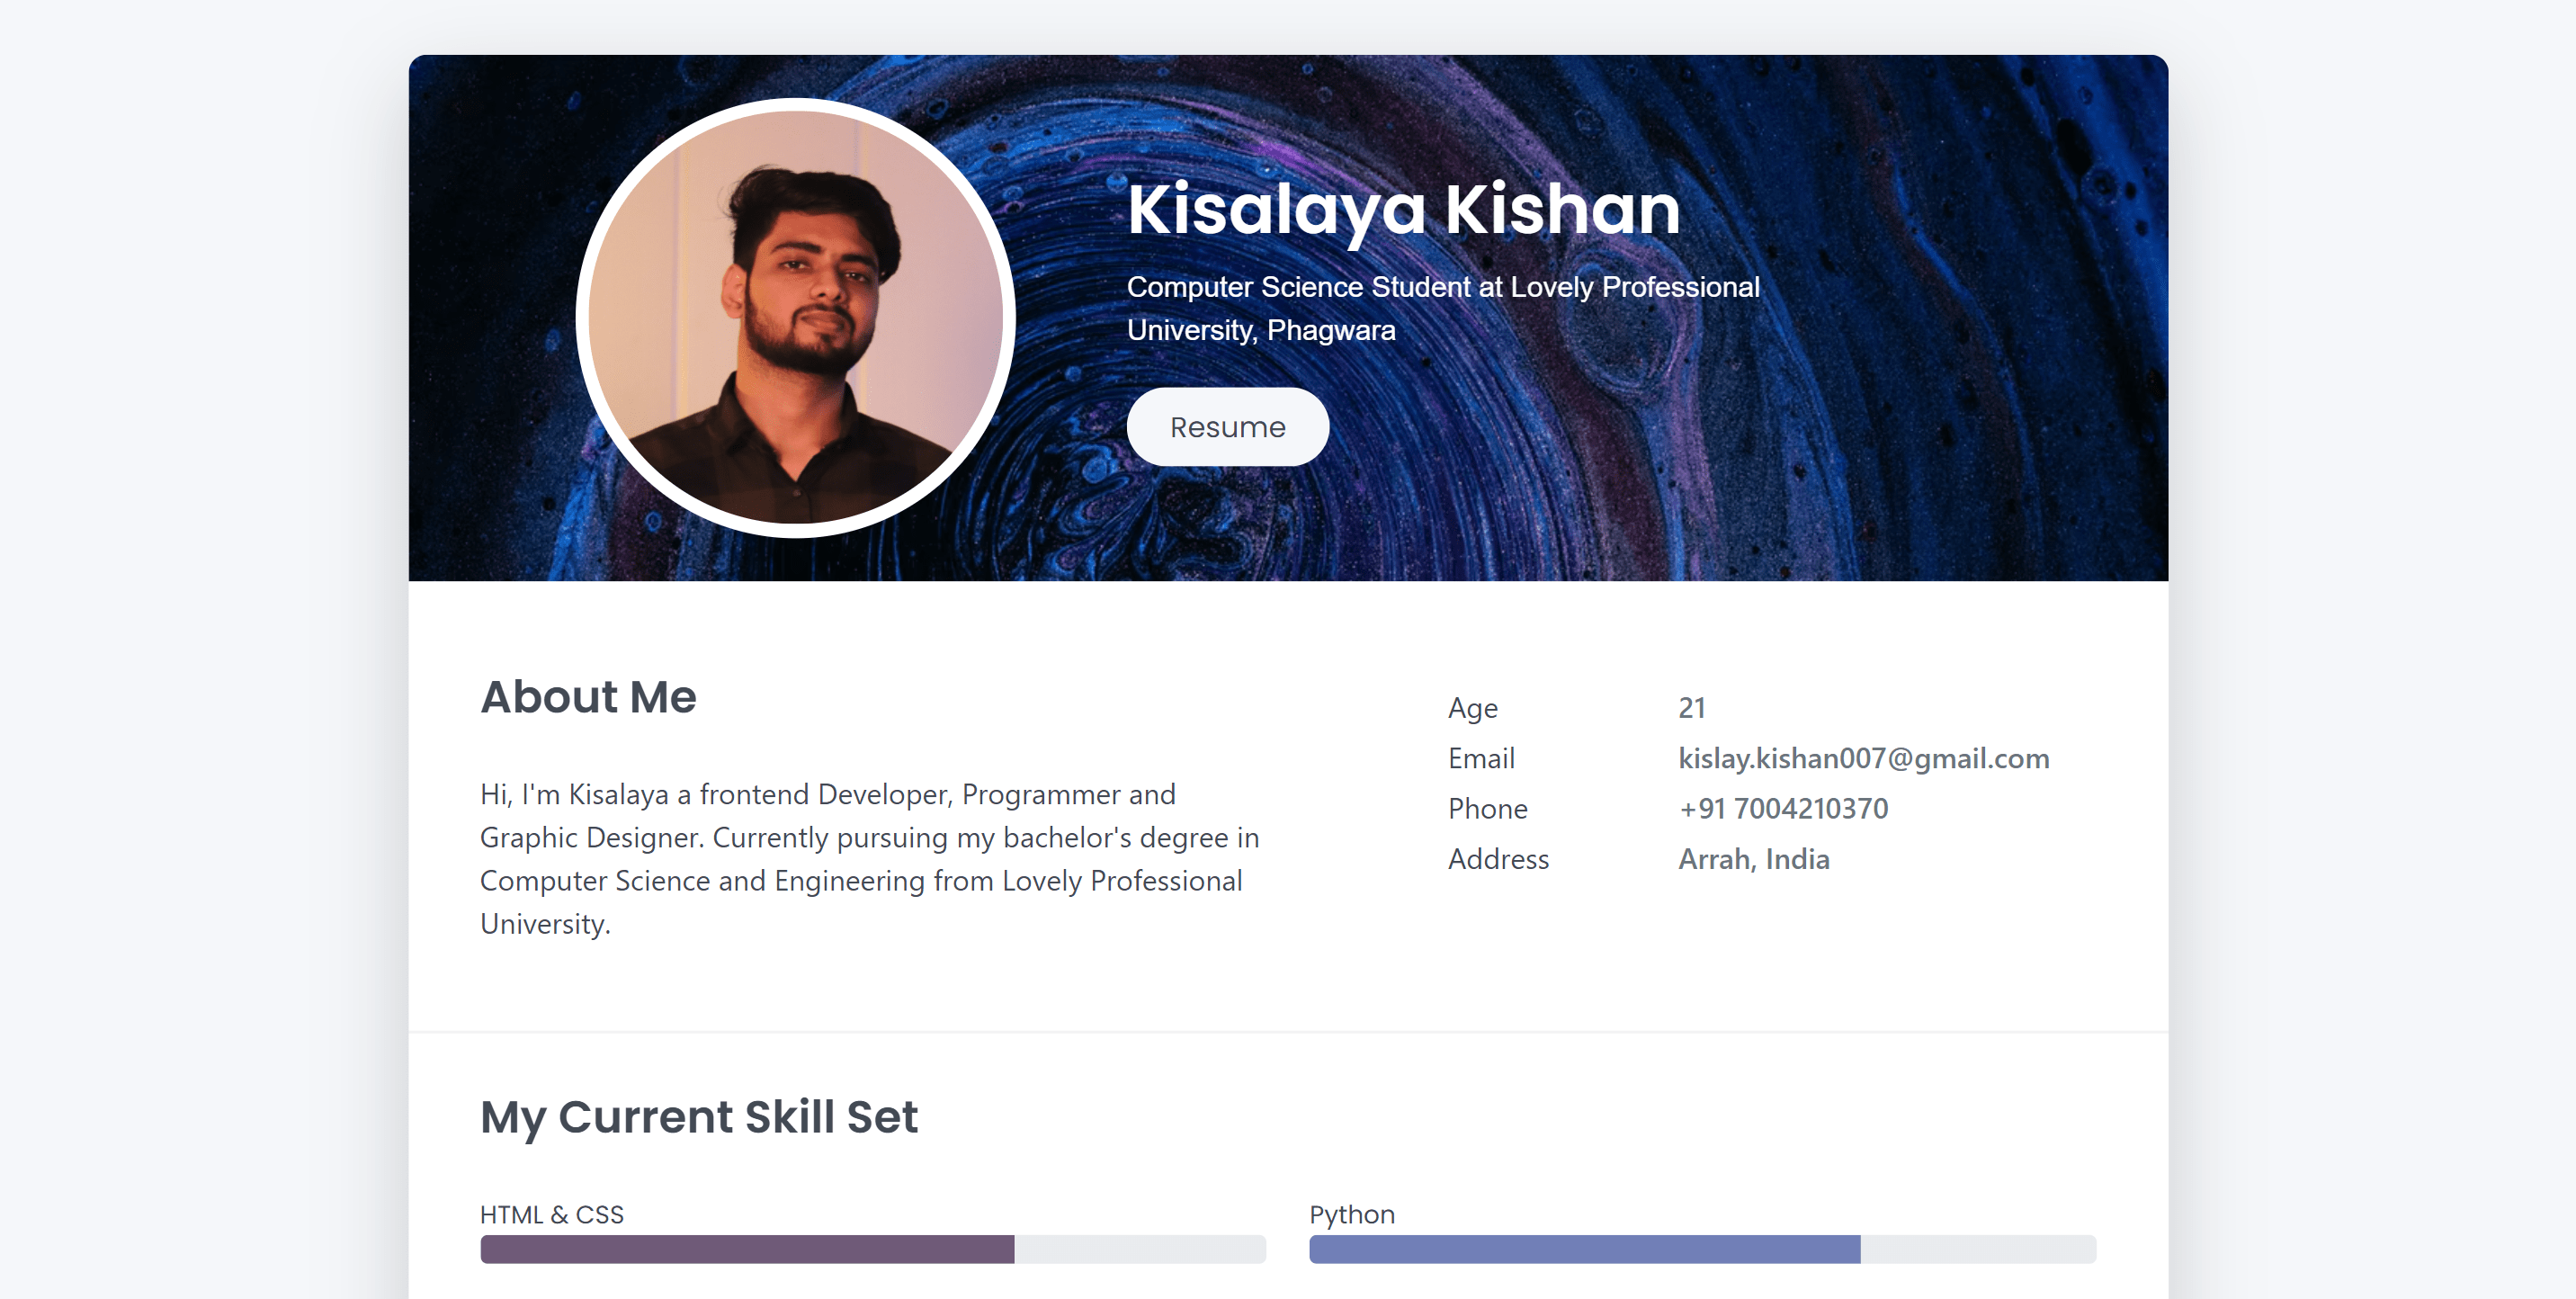 Kisalaya Kishan
Computer Science Student at Lovely Professional
University, Phagwara
Resume
About Me
Hi, I'm Kisalaya a frontend Developer, Programmer and
Graphic Designer. Currently pursuing my bachelor's degree in
Computer Science and Engineering from Lovely Professional
University.
Age 21
Email kislay.kishan007@gmail.com
Phone +91 7004210370
Address Arrah, India
My Current Skill Set
HTML & CSS
Python